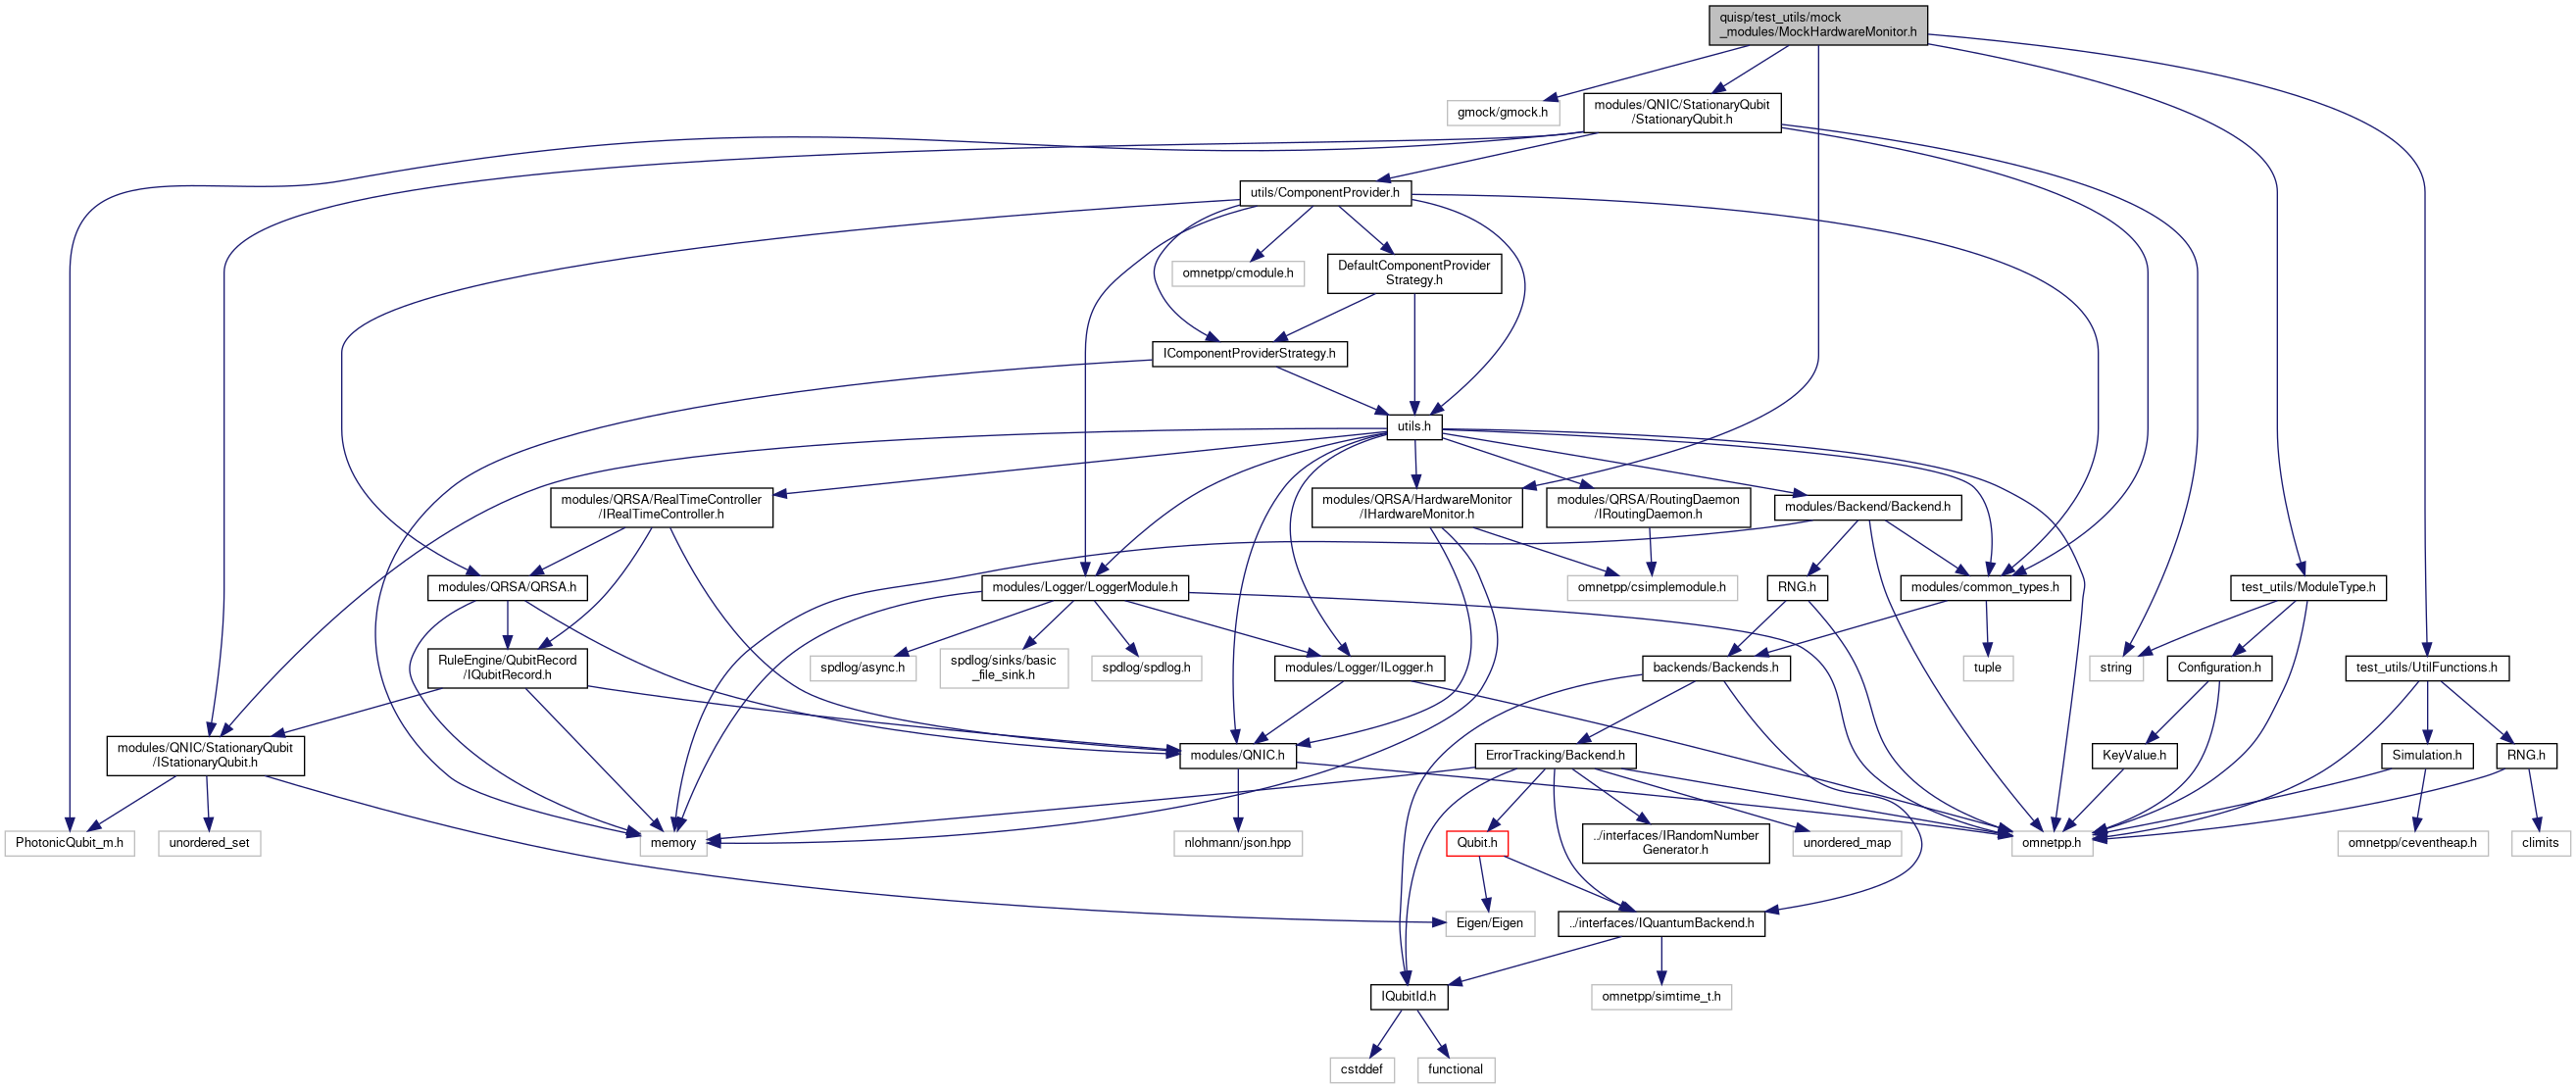 quisp/test_utils/mock
_modules/MockHardwareMonitor.h
gmock/gmock.h
modules/QNIC/StationaryQubit
/StationaryQubit.h
utils/ComponentProvider.h
omnetpp/cmodule.h
DefaultComponentProvider
Strategy.h
IComponentProviderStrategy.h
utils.h
modules/QRSA/RealTimeController
/IRealTimeController.h
modules/QRSA/HardwareMonitor
/IHardwareMonitor.h
modules/QRSA/RoutingDaemon
/IRoutingDaemon.h
modules/Backend/Backend.h
modules/QRSA/QRSA.h
modules/Logger/LoggerModule.h
omnetpp/csimplemodule.h
RNG.h
modules/common_types.h
test_utils/ModuleType.h
RuleEngine/QubitRecord
/IQubitRecord.h
spdlog/async.h
spdlog/sinks/basic
_file_sink.h
spdlog/spdlog.h
modules/Logger/ILogger.h
backends/Backends.h
tuple
string
Configuration.h
test_utils/UtilFunctions.h
modules/QNIC/StationaryQubit
/IStationaryQubit.h
modules/QNIC.h
ErrorTracking/Backend.h
KeyValue.h
Simulation.h
RNG.h
PhotonicQubit_m.h
unordered_set
memory
nlohmann/json.hpp
Qubit.h
../interfaces/IRandomNumber
Generator.h
unordered_map
omnetpp.h
omnetpp/ceventheap.h
climits
Eigen/Eigen
../interfaces/IQuantumBackend.h
IQubitId.h
omnetpp/simtime_t.h
cstddef
functional